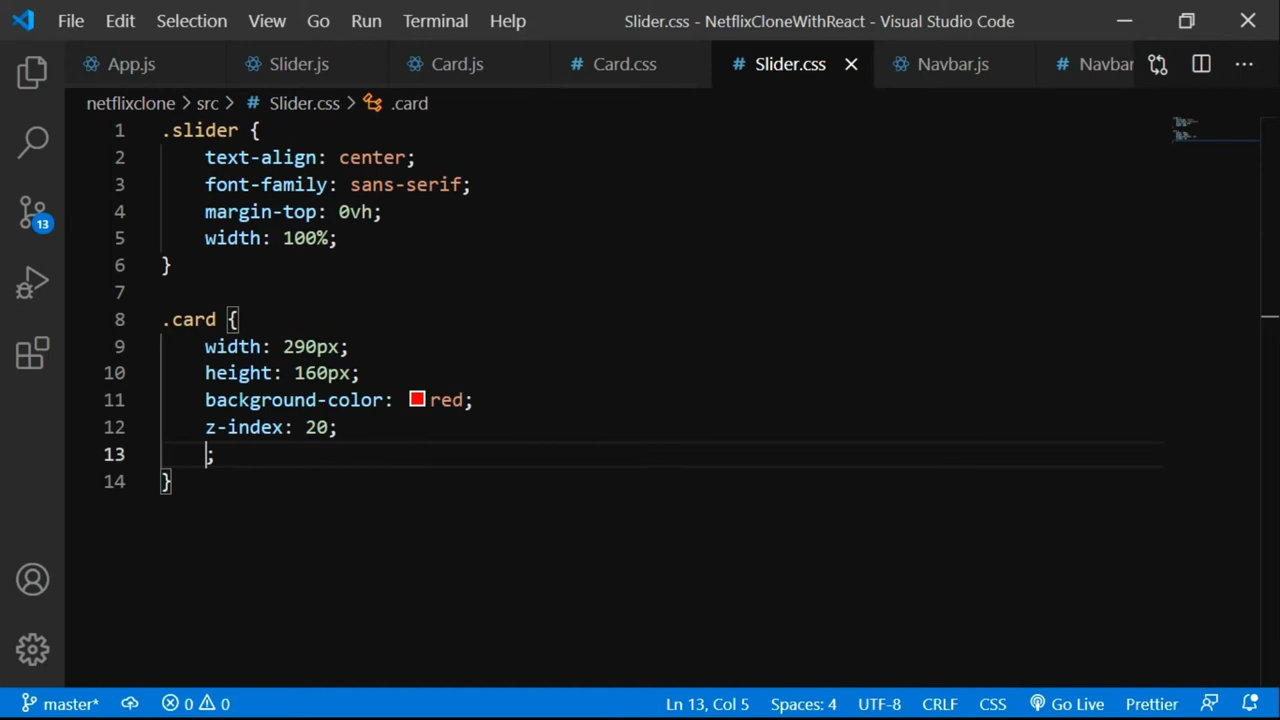 File Edit Selection View Go Run Terminal Help Slider.css - NetflixCloneWithReact - Visual Studio Code
App.js Slider.js Card.js # Card.css # Slider.css Navbar.js # Navbar
netflixclone > src > # Slider.css > .card
1 .slider {
2 text-align: center;
3 font-family: sans-serif;
4 margin-top: 0vh;
5 width: 100%;
6 }
7
8 .card {
9 width: 290px;
10 height: 160px;
11 background-color: red;
12 z-index: 20;
13 ;
14 }
13
master* 0 0 Ln 13, Col 5 Spaces: 4 UTF-8 CRLF CSS Go Live Prettier